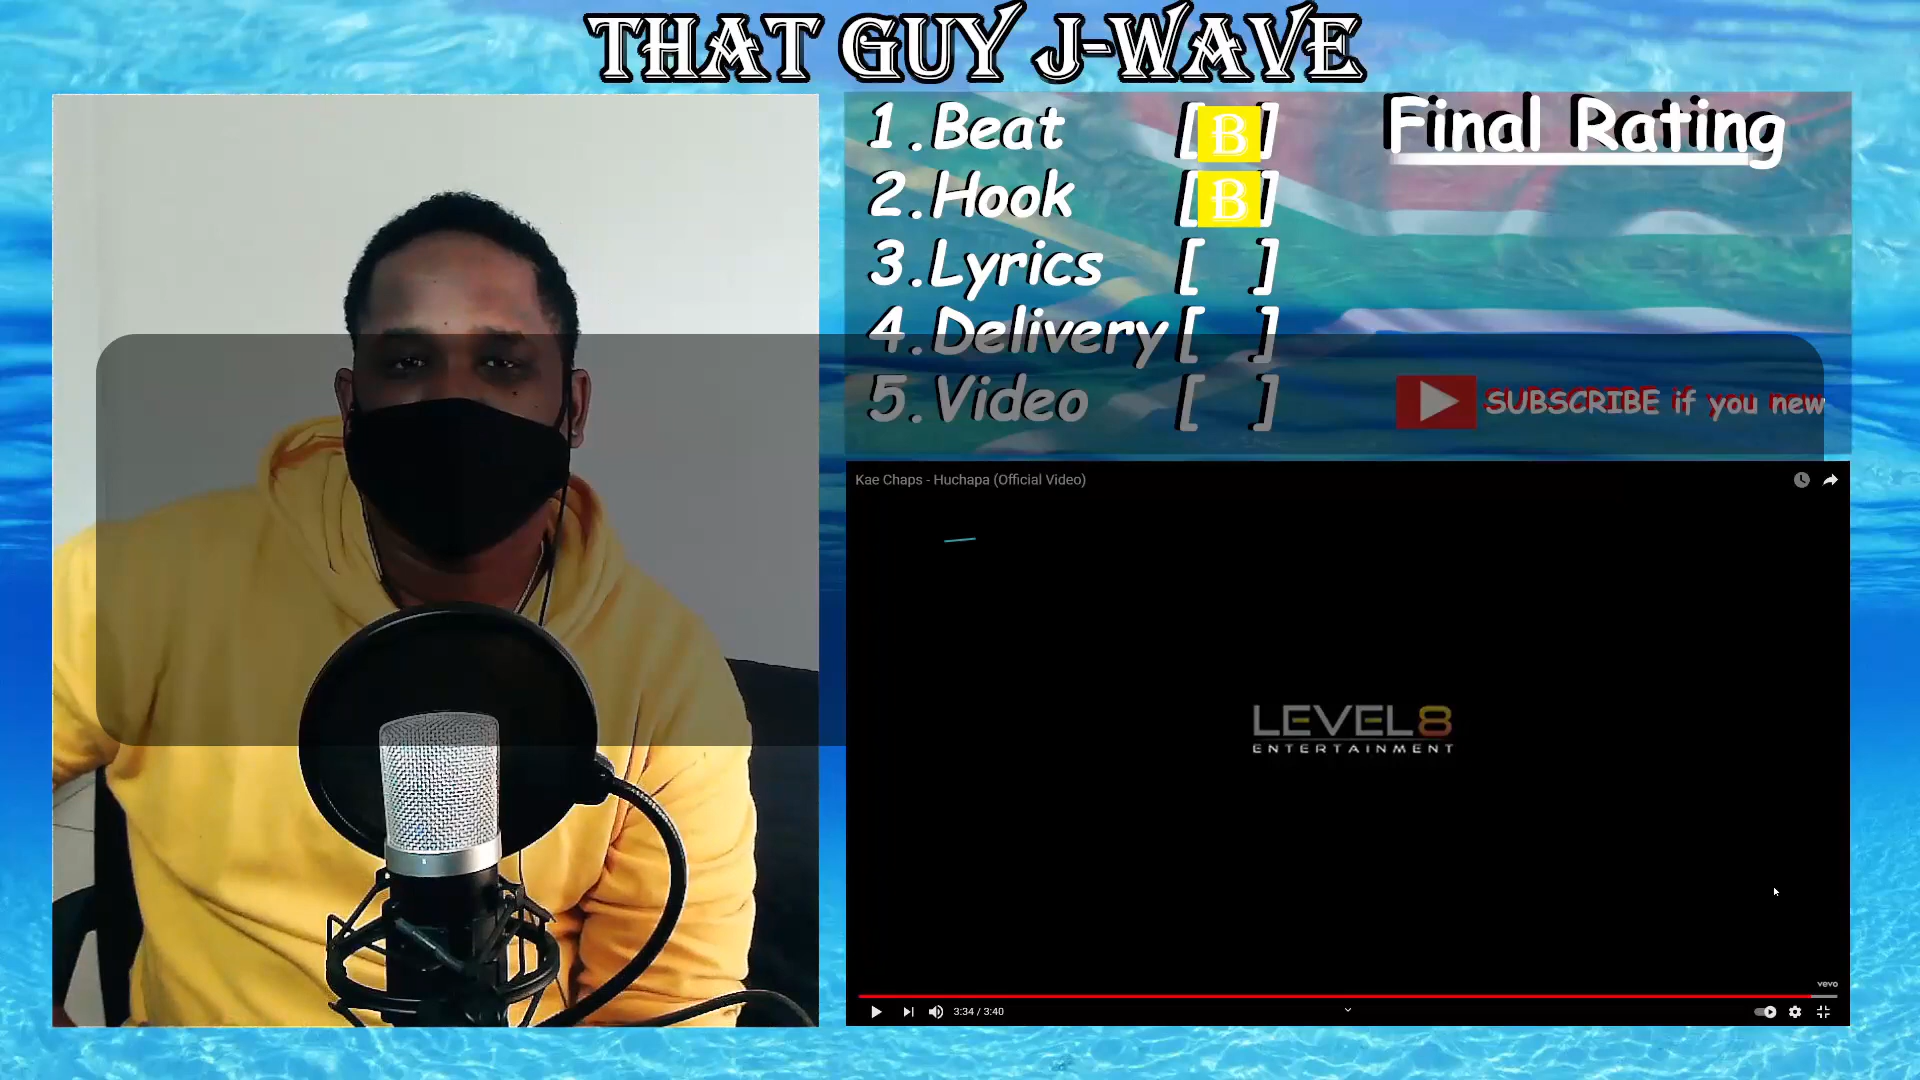 THAT GUY J-WAVE
1.Beat [B]
2.Hook [B]
3.Lyrics [ ]
4.Delivery [ ]
5.Video [ ]
Final Rating
SUBSCRIBE if you new
Kae Chaps - Huchapa (Official Video)
LEVEL8
ENTERTAINMENT
vevo
3:34 / 3:40